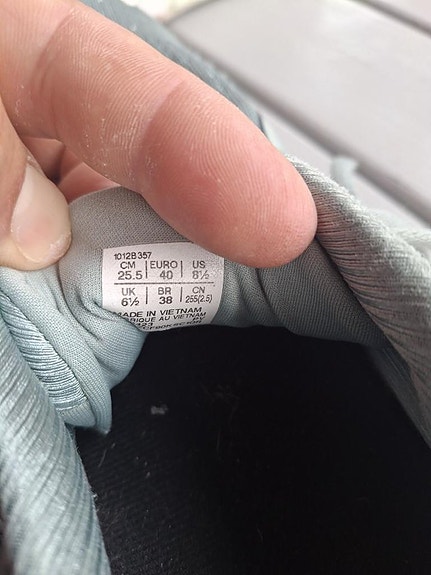 1012B357
CM EURO US
25.5 40 8½
UK BR CN
6½ 38 255(2.5)
MADE IN VIETNAM
RIQUÉ AU VIETNAM